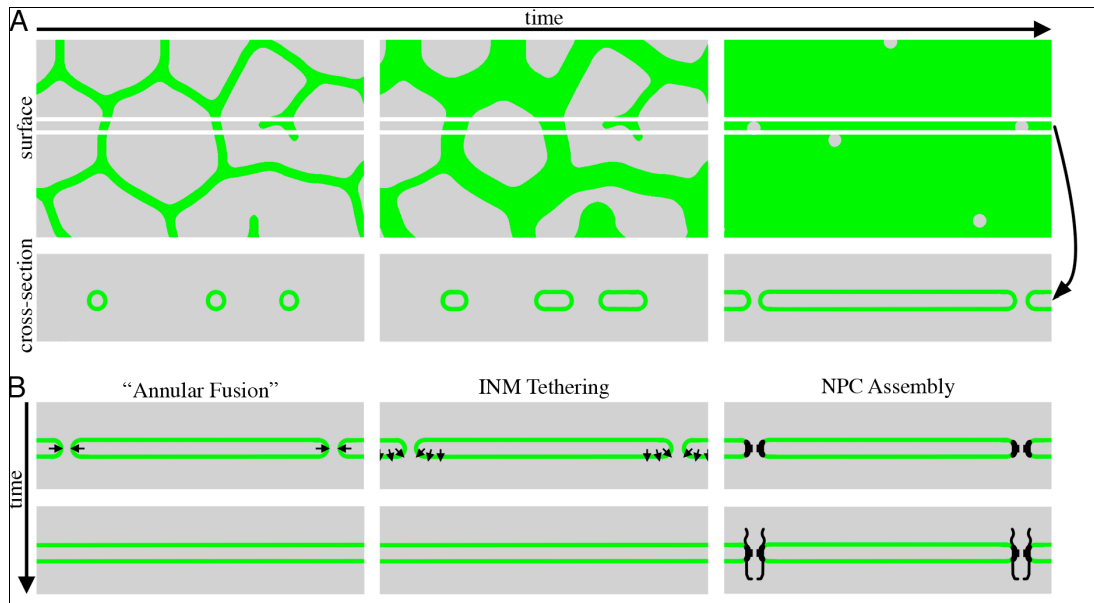 A
time
surface
cross-section
B
"Annular Fusion"
INM Tethering
NPC Assembly
time